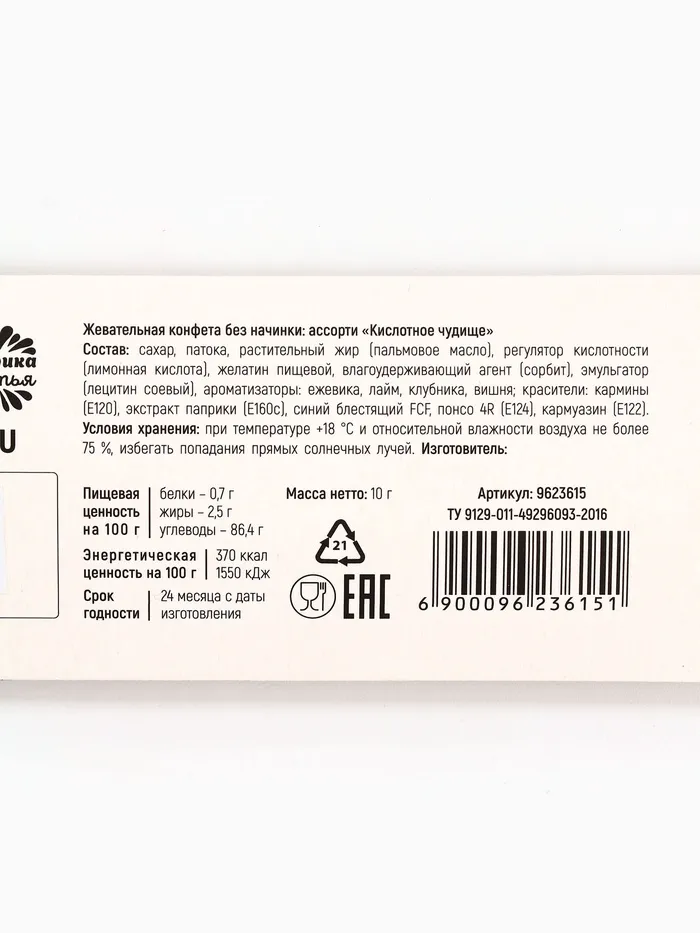 Жевательная конфета без начинки: ассорти «Кислотное чудище»
Состав: сахар, патока, растительный жир (пальмовое масло), регулятор кислотности
(лимонная кислота), желатин пищевой, влагоудерживающий агент (сорбит), эмульгатор
(лецитин соевый), ароматизаторы: ежевика, лайм, клубника, вишня; красители: кармины
(Е120), экстракт паприки (Е160с), синий блестящий FCF, понсо 4R (Е124), кармуазин (Е122).
Условия хранения: при температуре +18 °С и относительной влажности воздуха не более
75 %, избегать попадания прямых солнечных лучей. Изготовитель:
U
Пищевая
ценность
на 100 г
белки – 0,7 г
жиры – 2,5 г
углеводы – 86,4 г
Энергетическая
ценность на 100 г
370 ккал
1550 кДж
Срок
годности
24 месяца с даты
изготовления
Масса нетто: 10 г
21
EAC
Артикул: 9623615
ТУ 9129-011-49296093-2016
6 900096 236151